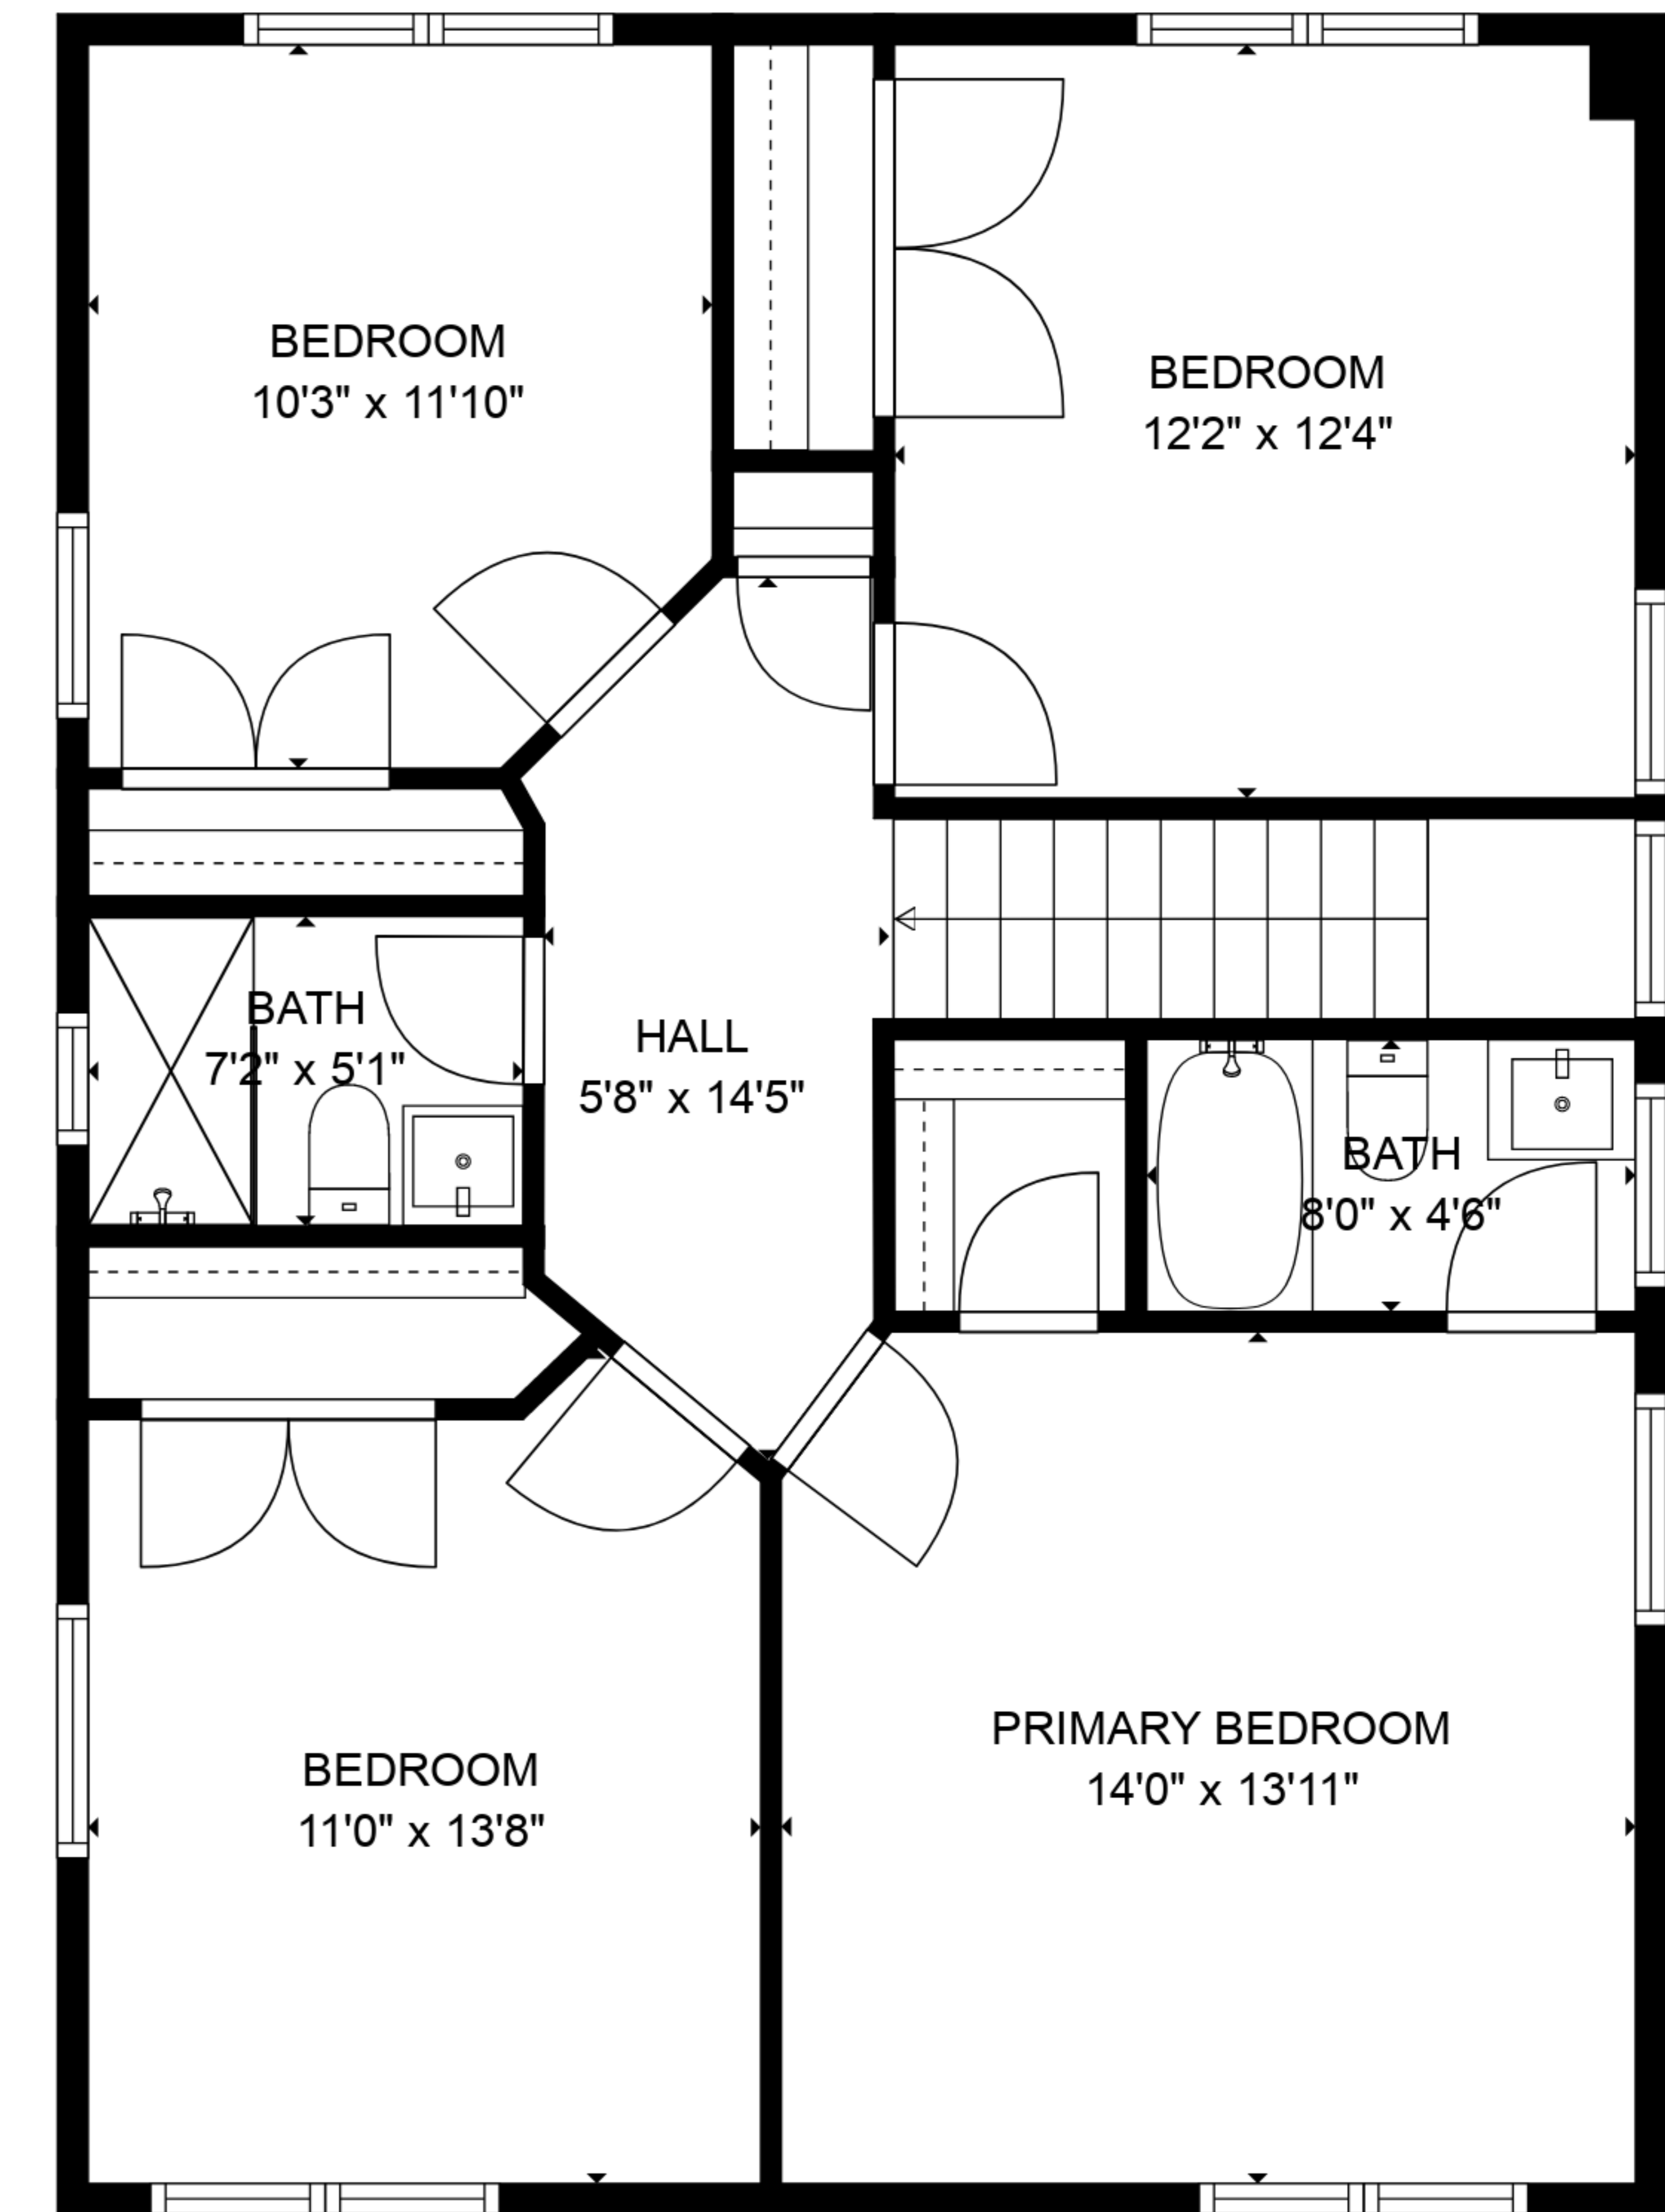 BEDROOM
10'3" x 11'10"
BEDROOM
12'2" x 12'4"
BATH
7'2" x 5'1"
HALL
5'8" x 14'5"
BATH
8'0" x 4'6"
BEDROOM
11'0" x 13'8"
PRIMARY BEDROOM
14'0" x 13'11"